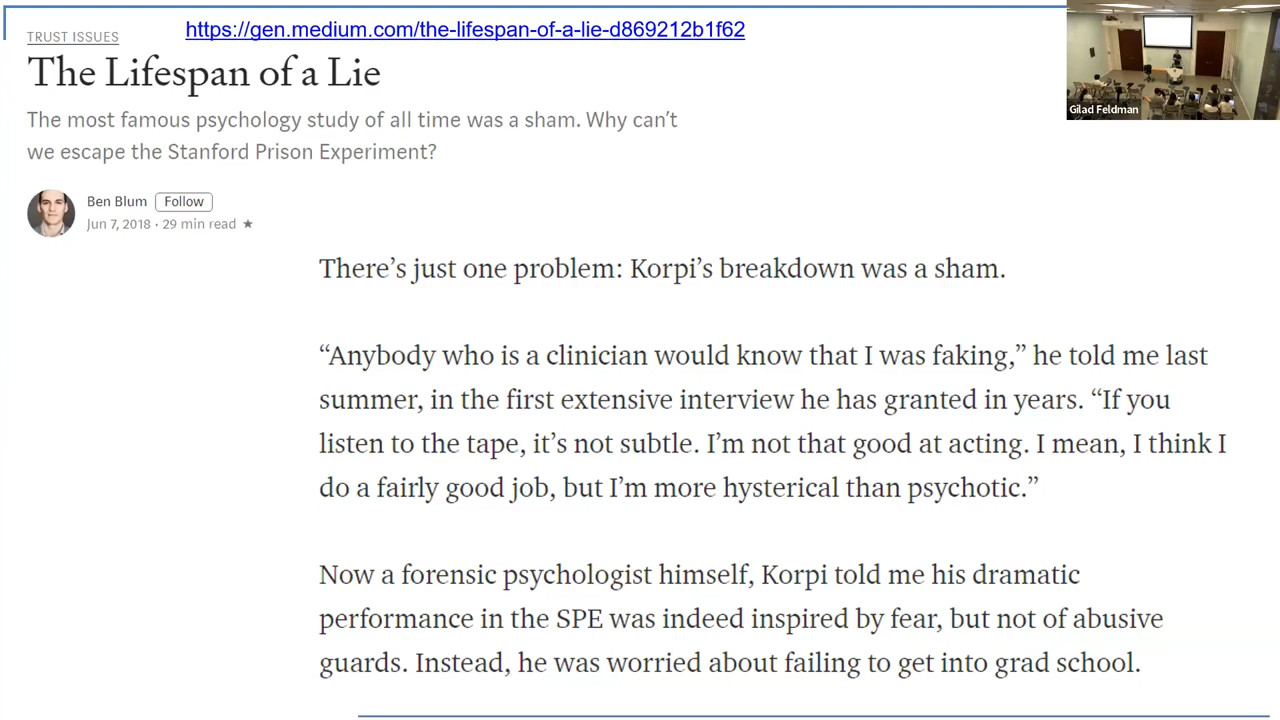 TRUST ISSUES
https://gen.medium.com/the-lifespan-of-a-lie-d869212b1f62
The Lifespan of a Lie
The most famous psychology study of all time was a sham. Why can’t
we escape the Stanford Prison Experiment?
Ben Blum Follow
Jun 7, 2018 · 29 min read ★
There’s just one problem: Korpi’s breakdown was a sham.
“Anybody who is a clinician would know that I was faking,” he told me last
summer, in the first extensive interview he has granted in years. “If you
listen to the tape, it’s not subtle. I’m not that good at acting. I mean, I think I
do a fairly good job, but I’m more hysterical than psychotic.”
Now a forensic psychologist himself, Korpi told me his dramatic
performance in the SPE was indeed inspired by fear, but not of abusive
guards. Instead, he was worried about failing to get into grad school.
Gilad Feldman